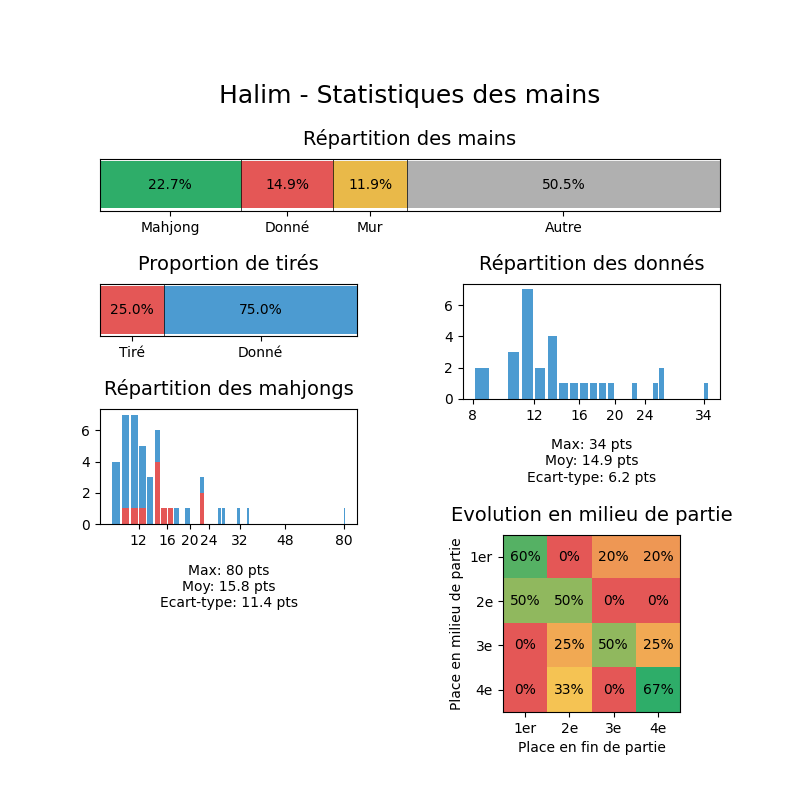 Halim - Statistiques des mains
Répartition des mains
22.7% 14.9% 11.9% 50.5%
Mahjong Donné Mur Autre
Proportion de tirés
25.0% 75.0%
Tiré Donné
Répartition des donnés
6
4
2
0
8 12 16 20 24 34
Max: 34 pts
Moy: 14.9 pts
Ecart-type: 6.2 pts
Répartition des mahjongs
6
4
2
0
12 16 20 24 32 48 80
Max: 80 pts
Moy: 15.8 pts
Ecart-type: 11.4 pts
Evolution en milieu de partie
Place en milieu de partie
1er 60% 0% 20% 20%
2e 50% 50% 0% 0%
3e 0% 25% 50% 25%
4e 0% 33% 0% 67%
1er 2e 3e 4e
Place en fin de partie